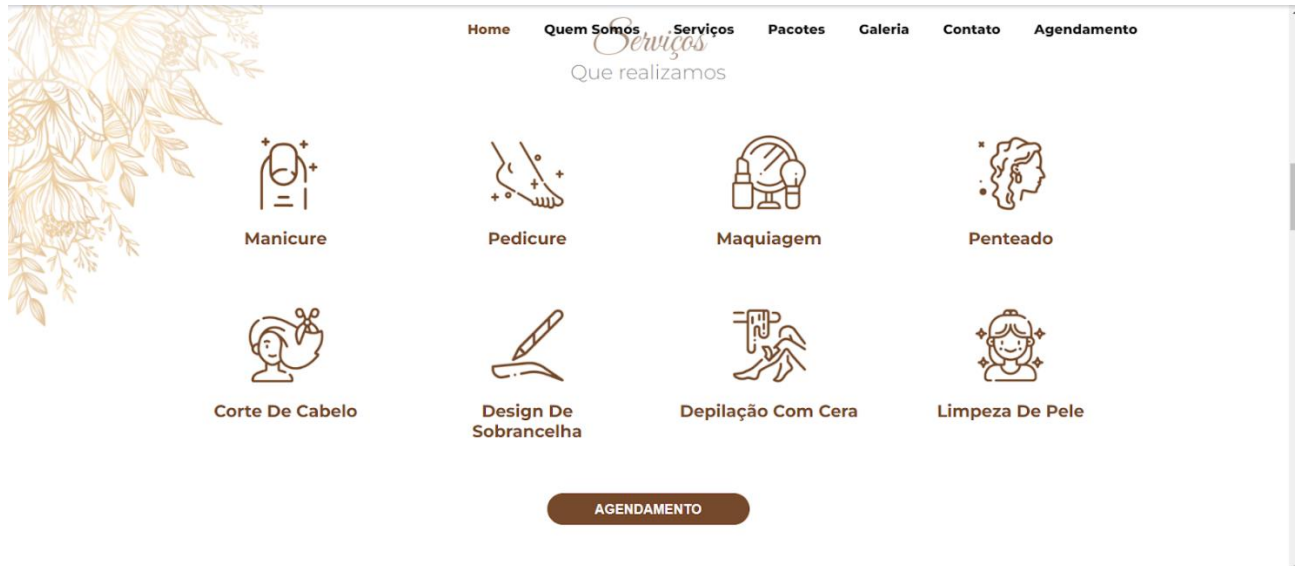 Home Quem Somos Serviços Pacotes Galeria Contato Agendamento
Serviços
Que realizamos
Manicure Pedicure Maquiagem Penteado
Corte De Cabelo Design De Sobrancelha Depilação Com Cera Limpeza De Pele
AGENDAMENTO